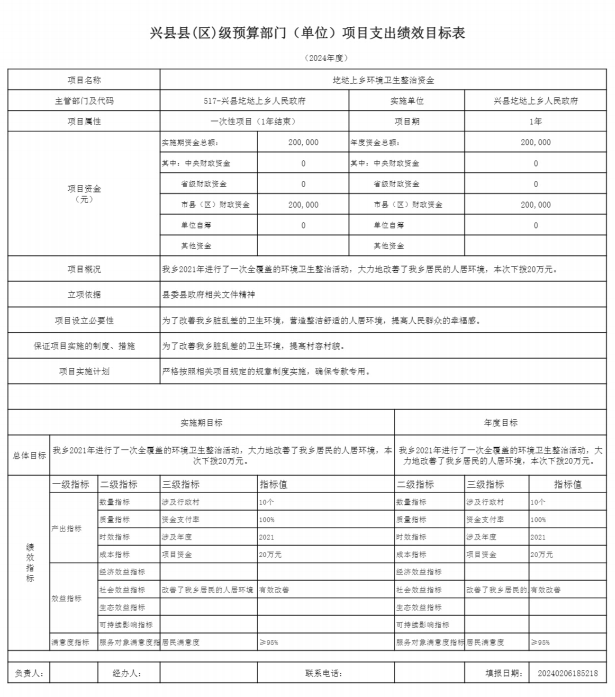 兴县县(区)级预算部门（单位）项目支出绩效目标表
（2024年度）
项目名称 圪垯上乡环境卫生整治资金
主管部门及代码 517-兴县圪垯上乡人民政府 实施单位 兴县圪垯上乡人民政府
项目属性 一次性项目（1年结束） 项目期 1年
项目资金
（元）
实施期资金总额： 200,000 年度资金总额： 200,000
其中：中央财政资金 0 其中：中央财政资金 0
省级财政资金 0 省级财政资金 0
市县（区）财政资金 200,000 市县（区）财政资金 200,000
单位自筹 0 单位自筹 0
其他资金 其他资金
项目概况 我乡2021年进行了一次全覆盖的环境卫生整治活动，大力地改善了我乡居民的人居环境，本次下拨20万元。
立项依据 县委县政府相关文件精神
项目设立必要性 为了改善我乡脏乱差的卫生环境，营造整洁舒适的人居环境，提高人民群众的幸福感。
保证项目实施的制度、措施 为了改善我乡脏乱差的卫生环境，提高村容村貌。
项目实施计划 严格按照相关项目规定的规章制度实施，确保专款专用。
实施期目标 年度目标
总体目标
我乡2021年进行了一次全覆盖的环境卫生整治活动，大力地改善了我乡居民的人居环境，本
次下拨20万元。
我乡2021年进行了一次全覆盖的环境卫生整治活动，大
力地改善了我乡居民的人居环境，本次下拨20万元。
绩效指标
一级指标 二级指标 三级指标 指标值 二级指标 三级指标 指标值
产出指标
数量指标 涉及行政村 10个 数量指标 涉及行政村 10个
质量指标 资金支付率 100% 质量指标 资金支付率 100%
时效指标 涉及年度 2021 时效指标 涉及年度 2021
成本指标 项目资金 20万元 成本指标 项目资金 20万元
效益指标
经济效益指标 经济效益指标
社会效益指标 改善了我乡居民的人居环境 有效改善 社会效益指标 改善了我乡居民的 有效改善
生态效益指标 生态效益指标
可持续影响指标 可持续影响指标
满意度指标 服务对象满意度指 居民满意度 ≥95% 服务对象满意度指标 居民满意度 ≥95%
负责人： 经办人： 联系电话： 填报日期： 20240206185218